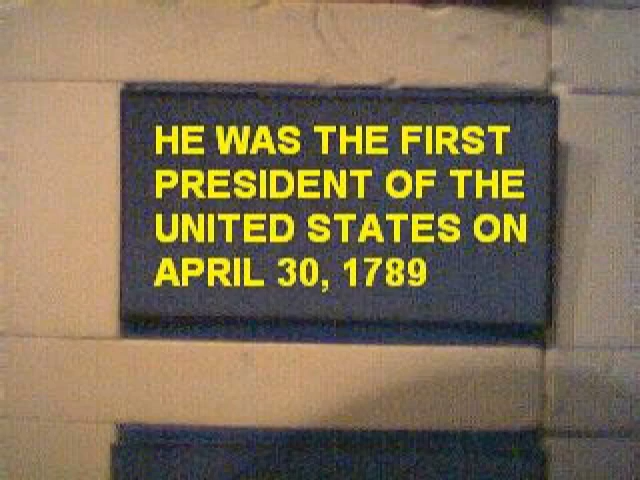 HE WAS THE FIRST
PRESIDENT OF THE
UNITED STATES ON
APRIL 30, 1789